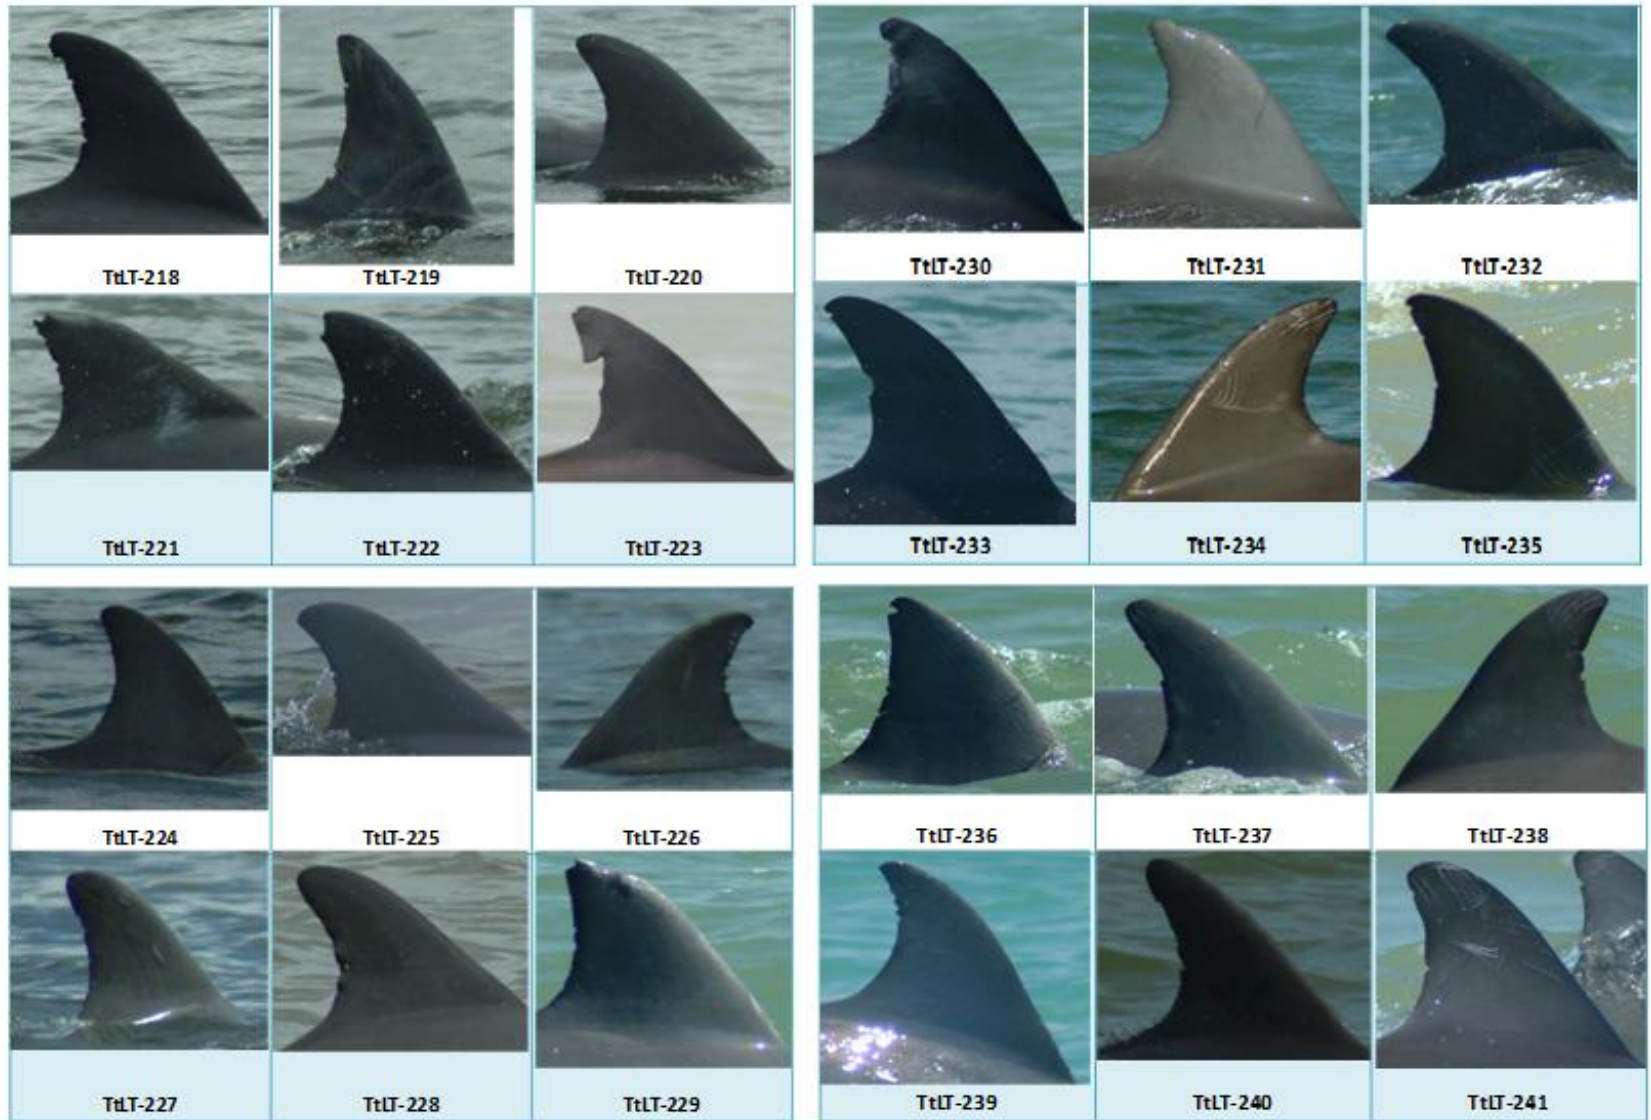 TtLT-218 TtLT-219 TtLT-220
TtLT-221 TtLT-222 TtLT-223
TtLT-230 TtLT-231 TtLT-232
TtLT-233 TtLT-234 TtLT-235
TtLT-224 TtLT-225 TtLT-226
TtLT-227 TtLT-228 TtLT-229
TtLT-236 TtLT-237 TtLT-238
TtLT-239 TtLT-240 TtLT-241